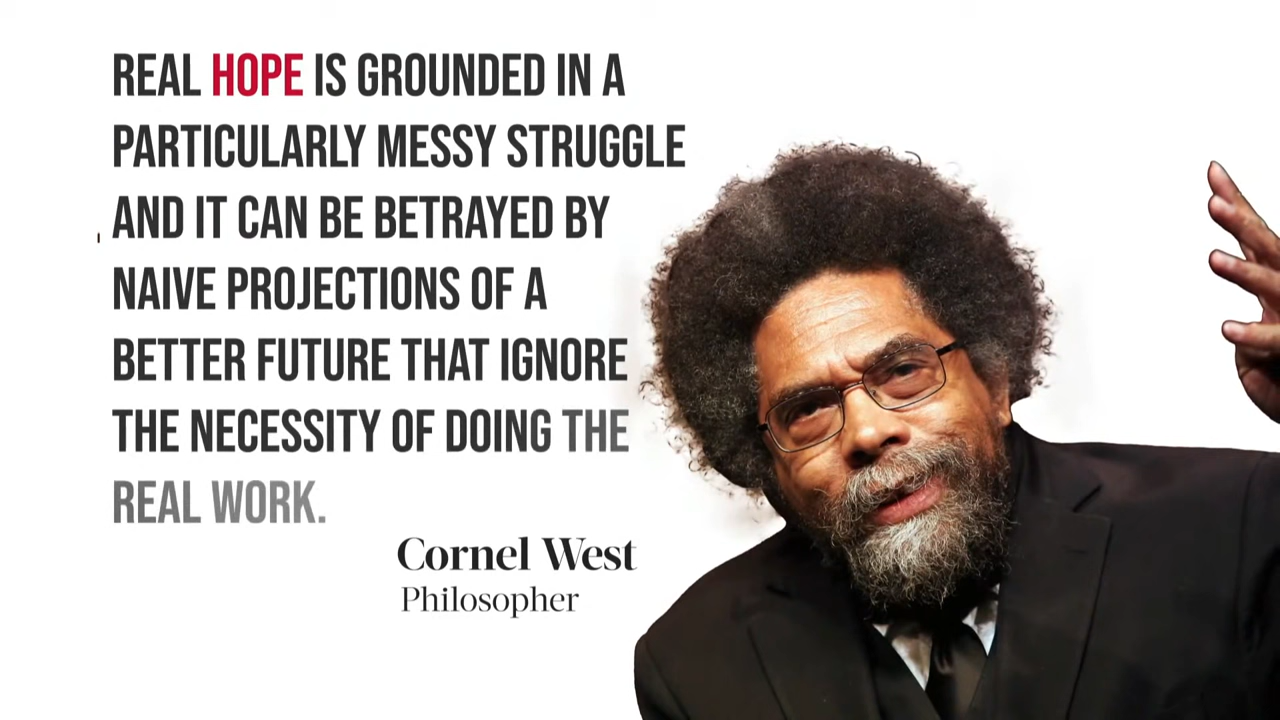 REAL HOPE IS GROUNDED IN A
PARTICULARLY MESSY STRUGGLE
AND IT CAN BE BETRAYED BY
NAIVE PROJECTIONS OF A
BETTER FUTURE THAT IGNORE
THE NECESSITY OF DOING THE
REAL WORK.
Cornel West
Philosopher